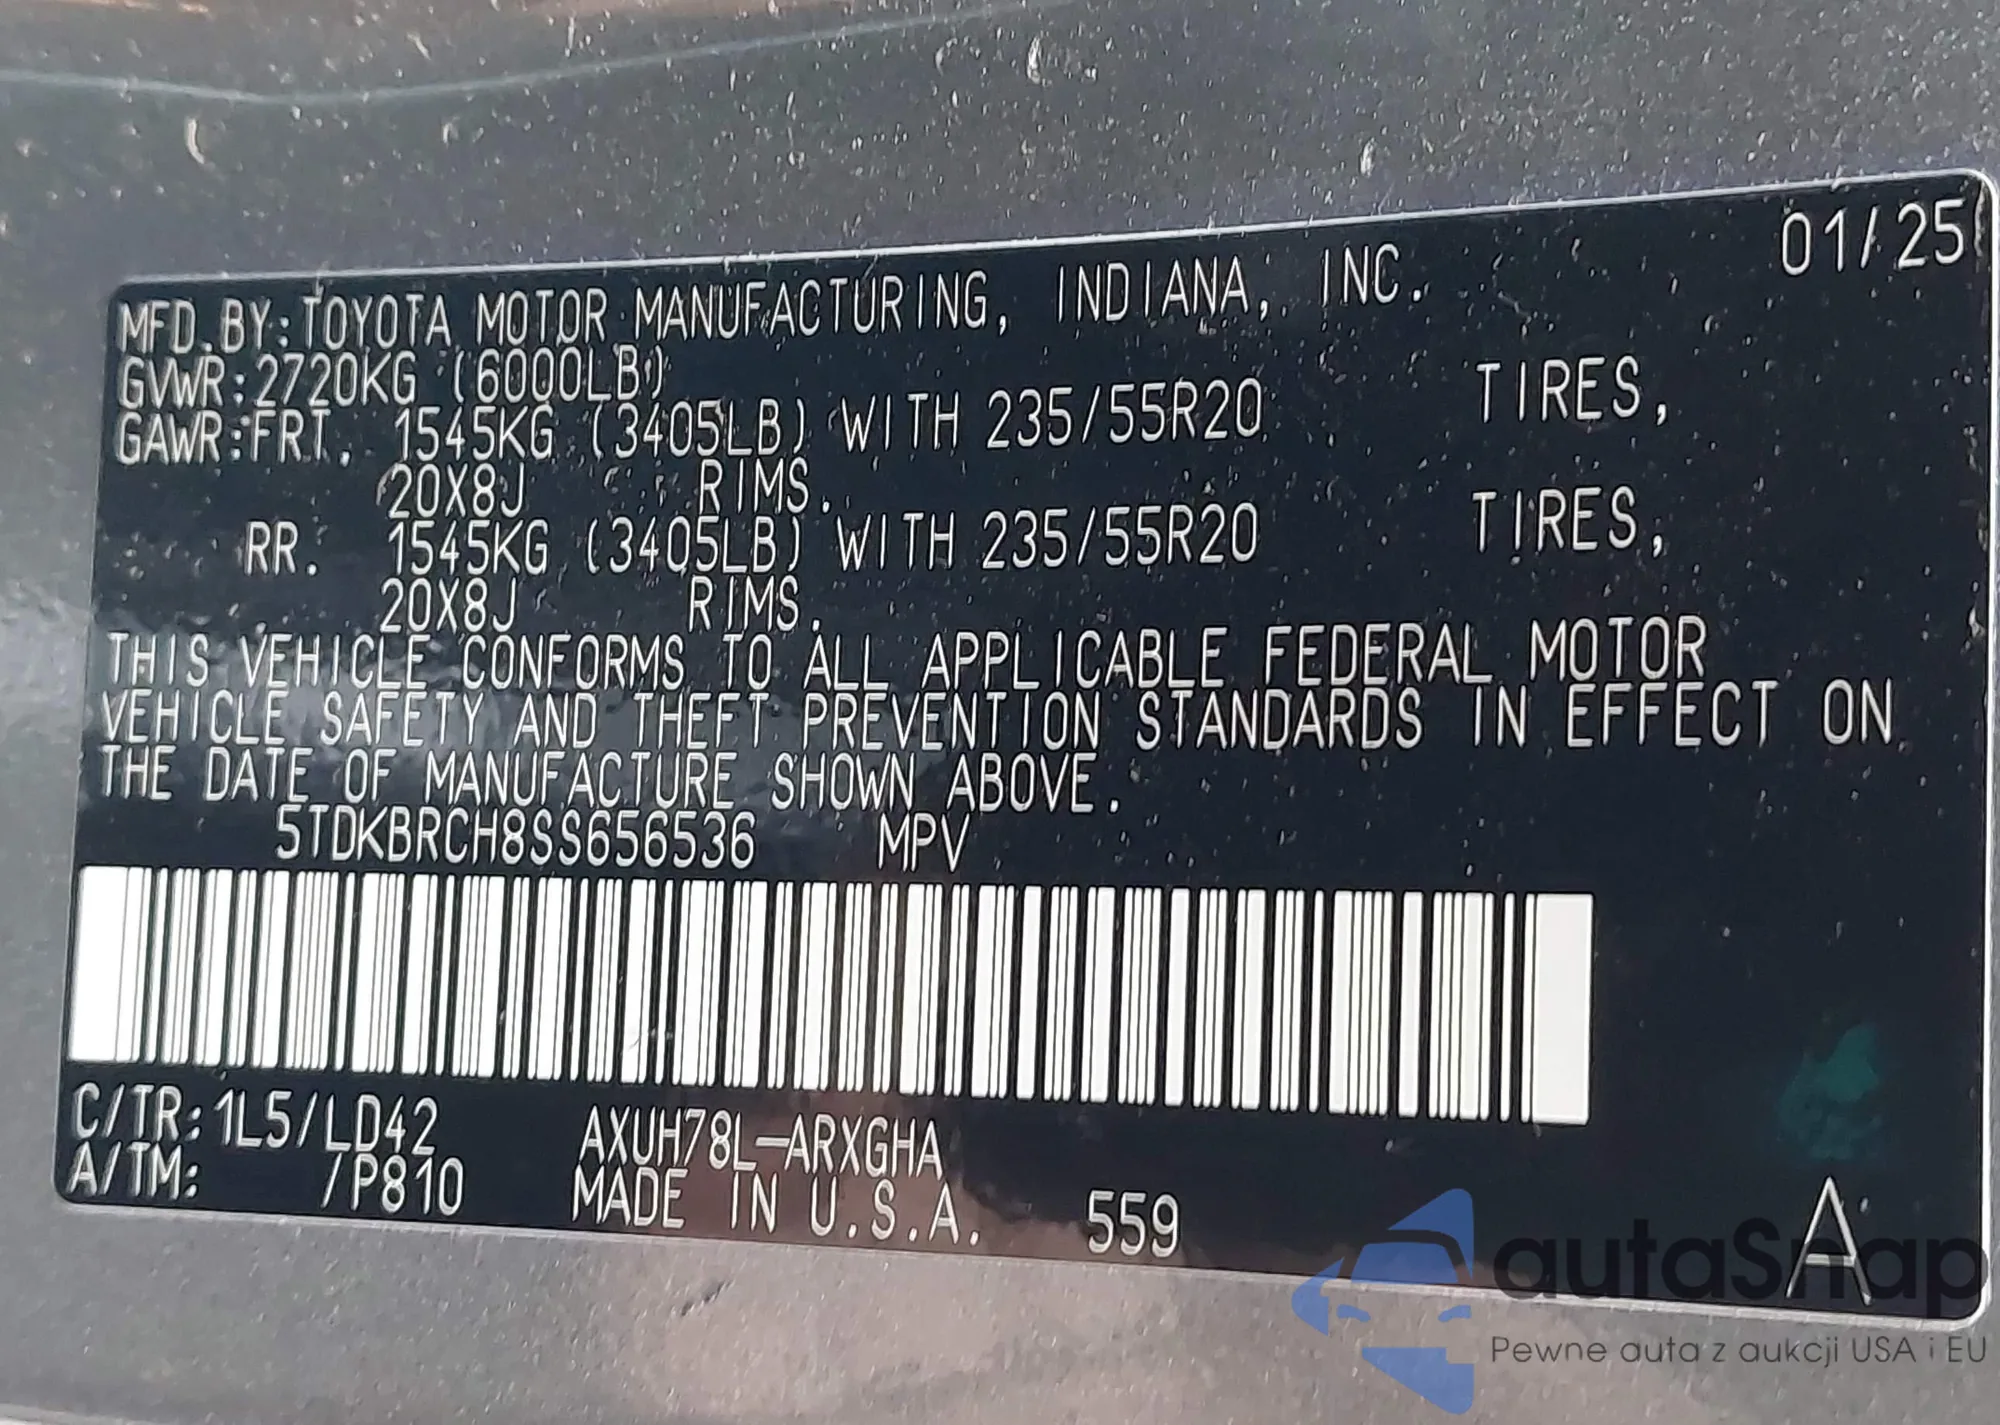 01/25
MFD.BY:TOYOTA MOTOR MANUFACTURING, INDIANA, INC.
GVWR:2720KG (6000LB)
GAWR:FRT. 1545KG (3405LB) WITH 235/55R20 TIRES,
20X8J RIMS.
RR. 1545KG (3405LB) WITH 235/55R20 TIRES,
20X8J RIMS.
THIS VEHICLE CONFORMS TO ALL APPLICABLE FEDERAL MOTOR
VEHICLE SAFETY AND THEFT PREVENTION STANDARDS IN EFFECT ON
THE DATE OF MANUFACTURE SHOWN ABOVE.
5TDKBRCH8SS656536 MPV
C/TR:1L5/LD42 AXUH78L-ARXGHA
A/TM: /P810 MADE IN U.S.A. 559 A
autaSnap
Pewne auta z aukcji USA i EU